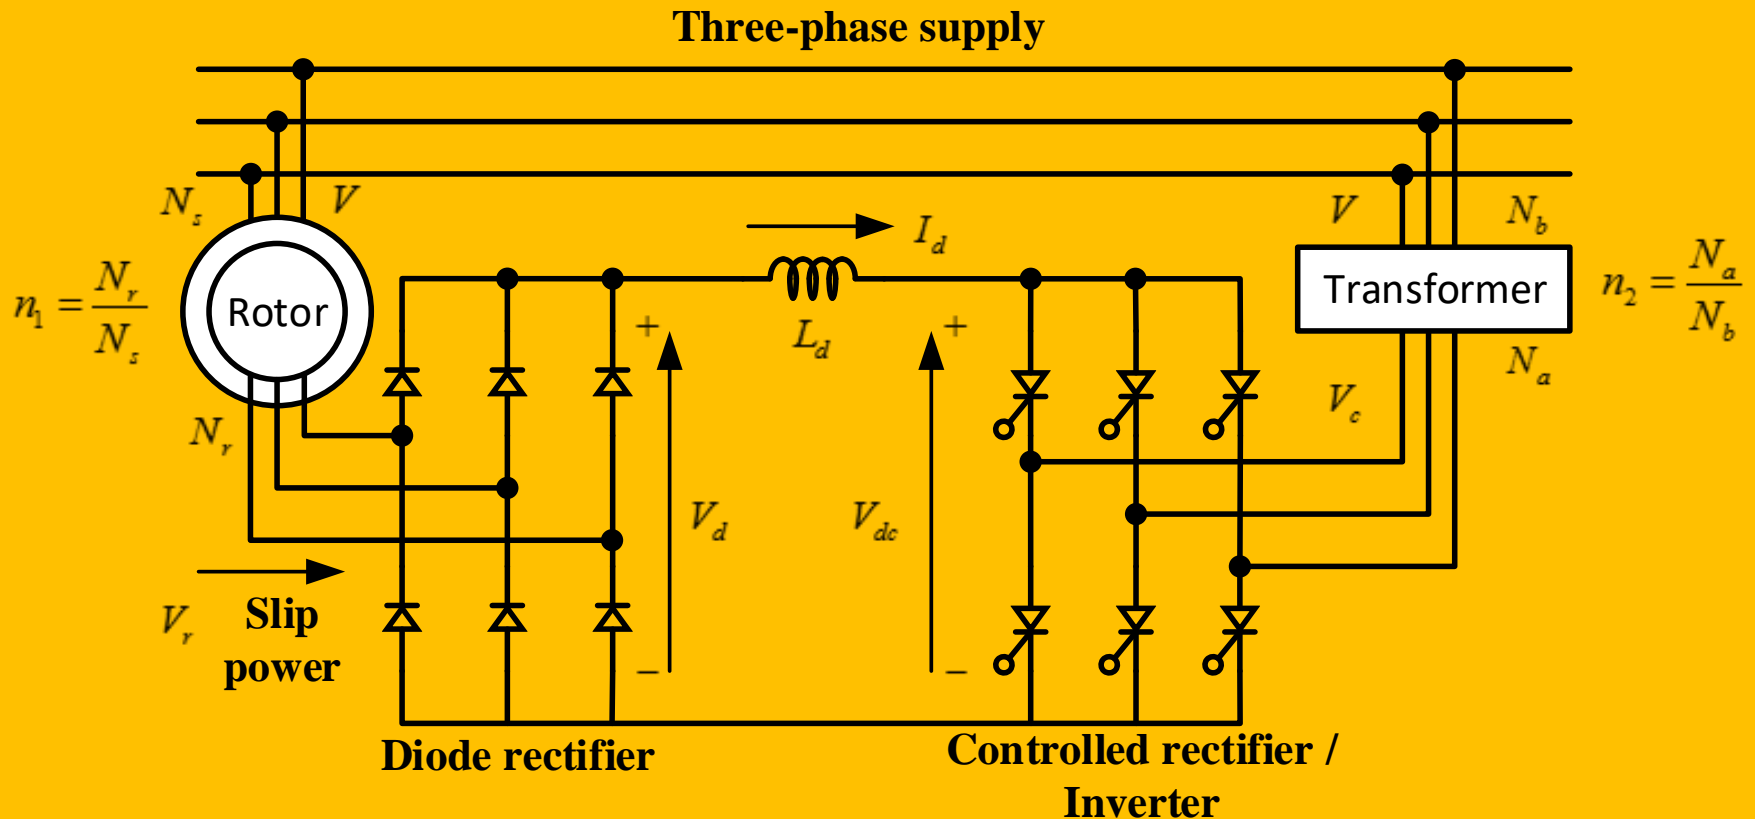 Three-phase supply
N_s
V
V
N_b
I_d
n_1 = N_r / N_s
Rotor
Transformer
n_2 = N_a / N_b
+
L_d
+
N_a
V_c
N_r
V_d
V_dc
V_r
Slip
power
−
−
Diode rectifier
Controlled rectifier /
Inverter